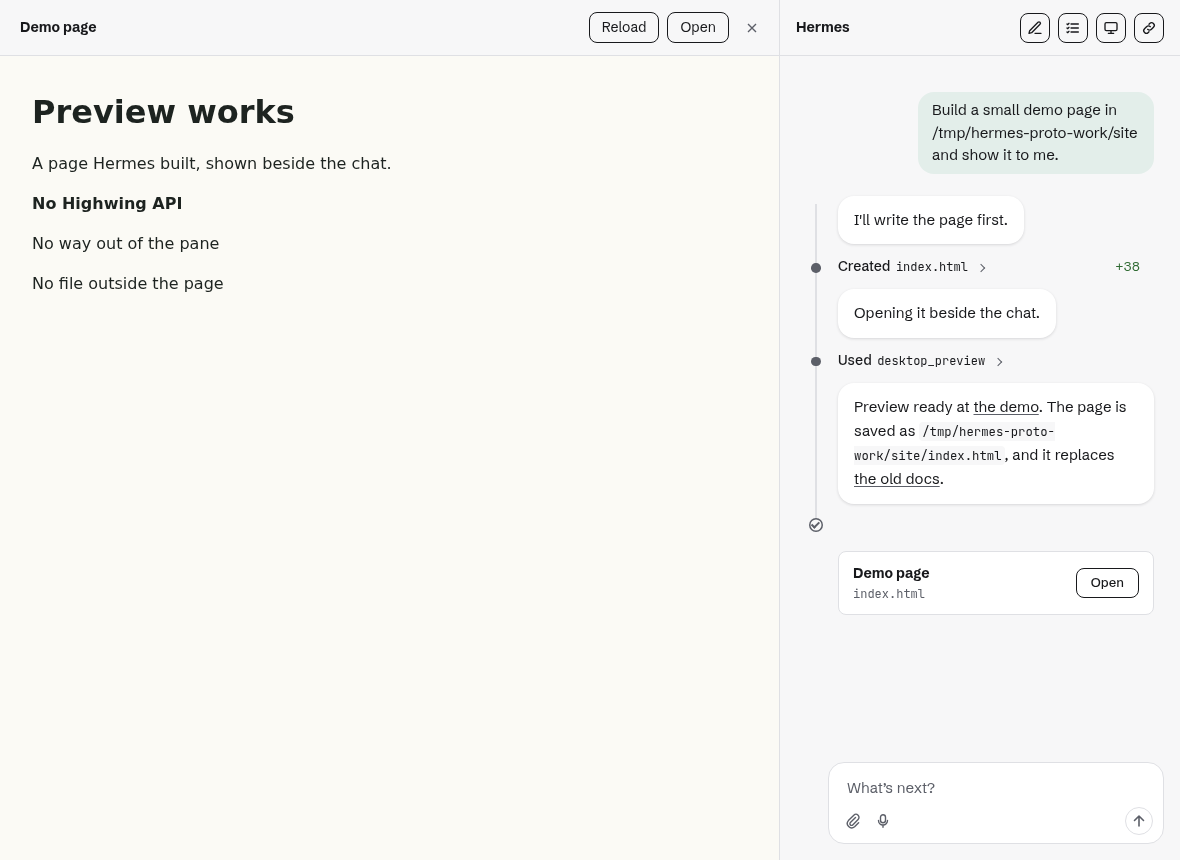 Demo page
Reload
Open
Preview works
A page Hermes built, shown beside the chat.
No Highwing API
No way out of the pane
No file outside the page
Hermes
Build a small demo page in
/tmp/hermes-proto-work/site
and show it to me.
I'll write the page first.
Created index.html
+38
Opening it beside the chat.
Used desktop_preview
Preview ready at the demo. The page is
saved as /tmp/hermes-proto-
work/site/index.html, and it replaces
the old docs.
Demo page
index.html
Open
What's next?